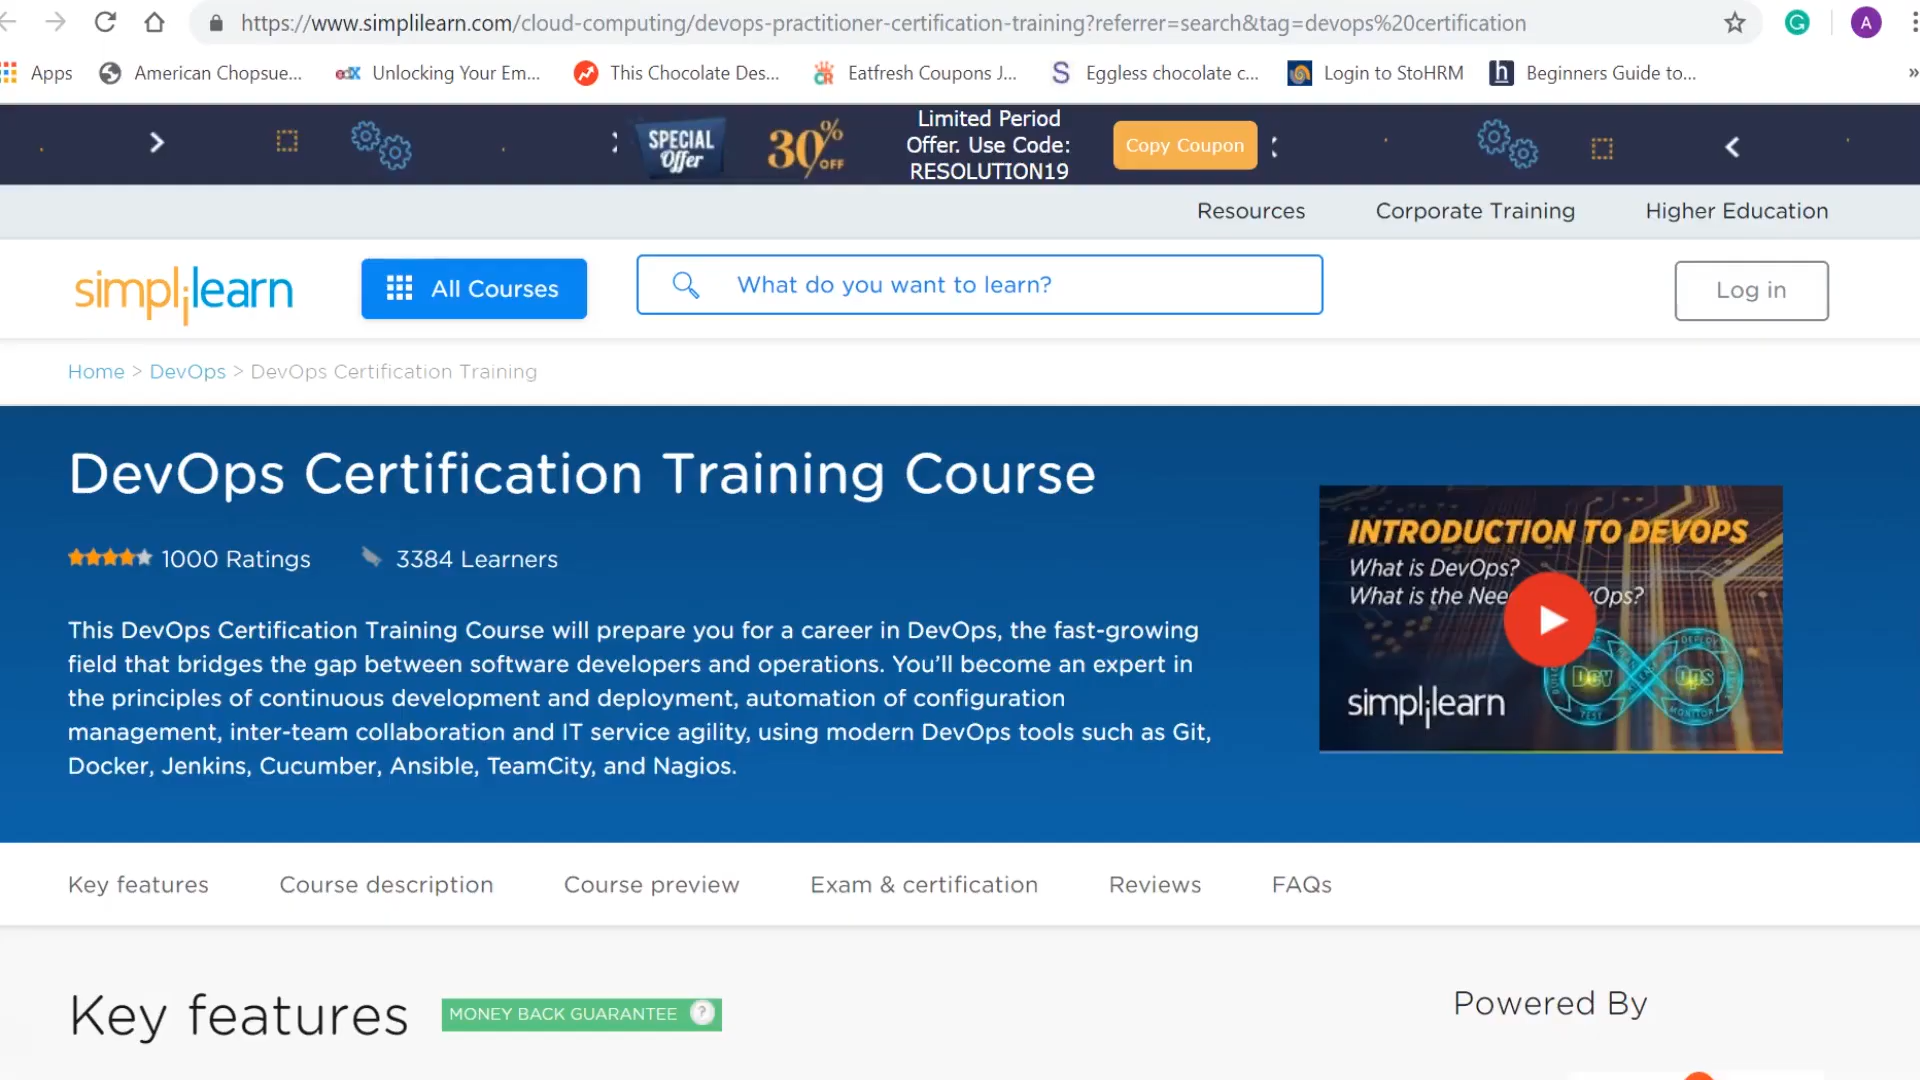 https://www.simplilearn.com/cloud-computing/devops-practitioner-certification-training?referrer=search&tag=devops%20certification
A
Apps
American Chopsue...
edX Unlocking Your Em...
This Chocolate Des...
Eatfresh Coupons J...
S Eggless chocolate c...
Login to StoHRM
h Beginners Guide to...
»
SPECIAL
Offer
30% OFF
Limited Period
Offer. Use Code:
RESOLUTION19
Copy Coupon
Resources
Corporate Training
Higher Education
simplilearn
All Courses
What do you want to learn?
Log in
Home > DevOps > DevOps Certification Training
DevOps Certification Training Course
1000 Ratings
3384 Learners
This DevOps Certification Training Course will prepare you for a career in DevOps, the fast-growing
field that bridges the gap between software developers and operations. You’ll become an expert in
the principles of continuous development and deployment, automation of configuration
management, inter-team collaboration and IT service agility, using modern DevOps tools such as Git,
Docker, Jenkins, Cucumber, Ansible, TeamCity, and Nagios.
INTRODUCTION TO DEVOPS
What is DevOps?
What is the Nee Ops?
simplilearn
Dev Ops
DEPLOY
TEST
MONITOR
Key features
Course description
Course preview
Exam & certification
Reviews
FAQs
Key features
MONEY BACK GUARANTEE ?
Powered By